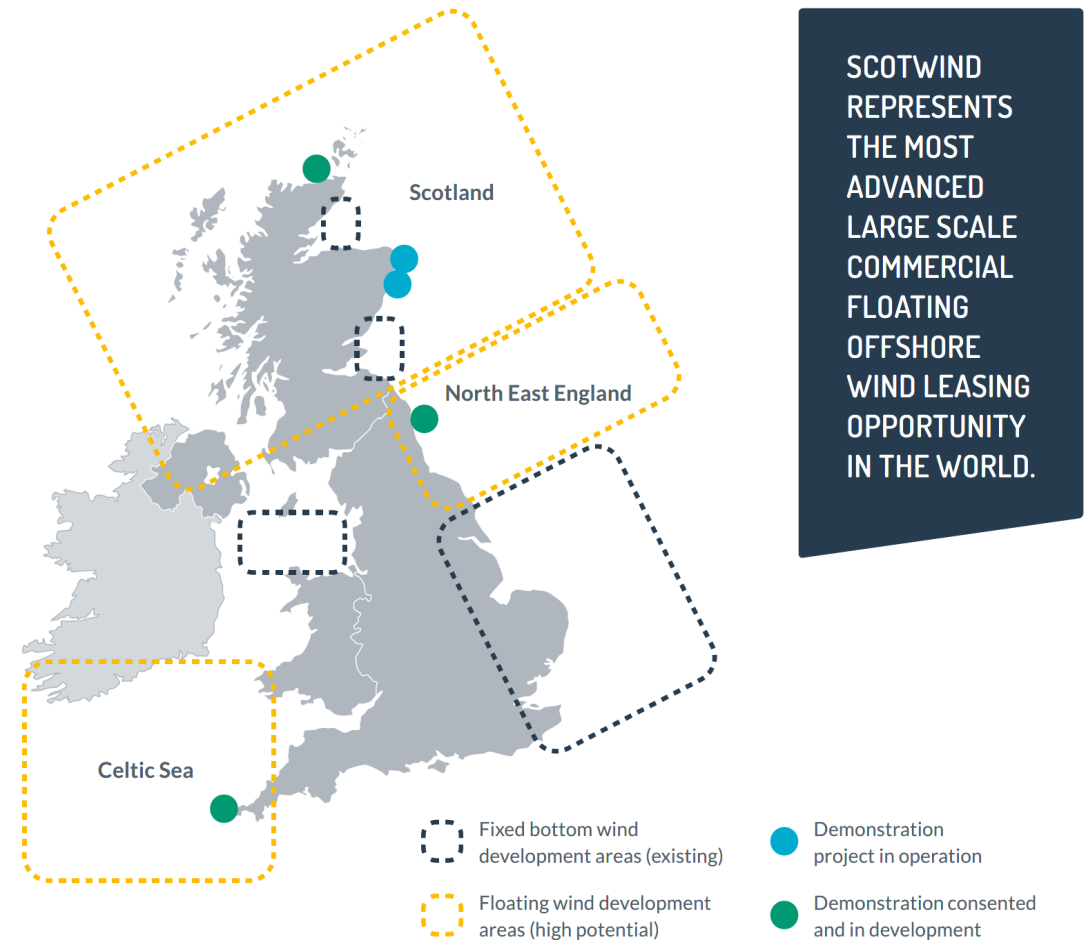 SCOTWIND
REPRESENTS
THE MOST
ADVANCED
LARGE SCALE
COMMERCIAL
FLOATING
OFFSHORE
WIND LEASING
OPPORTUNITY
IN THE WORLD.
Scotland
North East England
Celtic Sea
Fixed bottom wind
development areas (existing)
Floating wind development
areas (high potential)
Demonstration
project in operation
Demonstration consented
and in development